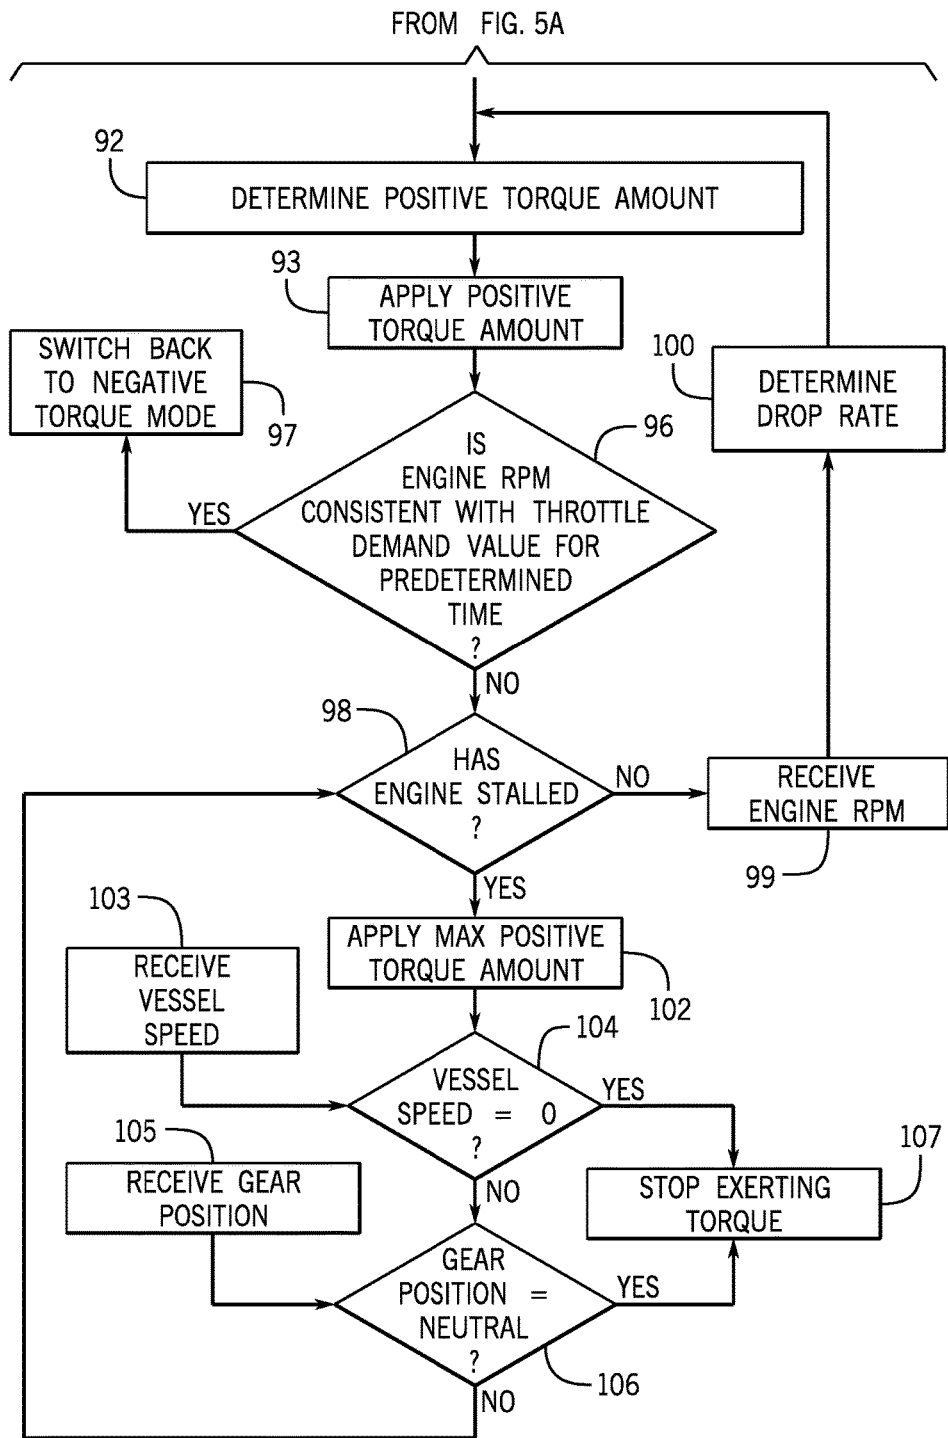 FROM FIG. 5A
92
DETERMINE POSITIVE TORQUE AMOUNT
93
APPLY POSITIVE
TORQUE AMOUNT
SWITCH BACK
TO NEGATIVE
TORQUE MODE
97
100
DETERMINE
DROP RATE
96
IS
ENGINE RPM
CONSISTENT WITH THROTTLE
DEMAND VALUE FOR
PREDETERMINED
TIME
?
YES
NO
98
HAS
ENGINE STALLED
?
NO
RECEIVE
ENGINE RPM
99
YES
103
RECEIVE
VESSEL
SPEED
APPLY MAX POSITIVE
TORQUE AMOUNT
102
104
VESSEL
SPEED = 0
?
YES
NO
105
RECEIVE GEAR
POSITION
107
STOP EXERTING
TORQUE
GEAR
POSITION =
NEUTRAL
?
YES
106
NO